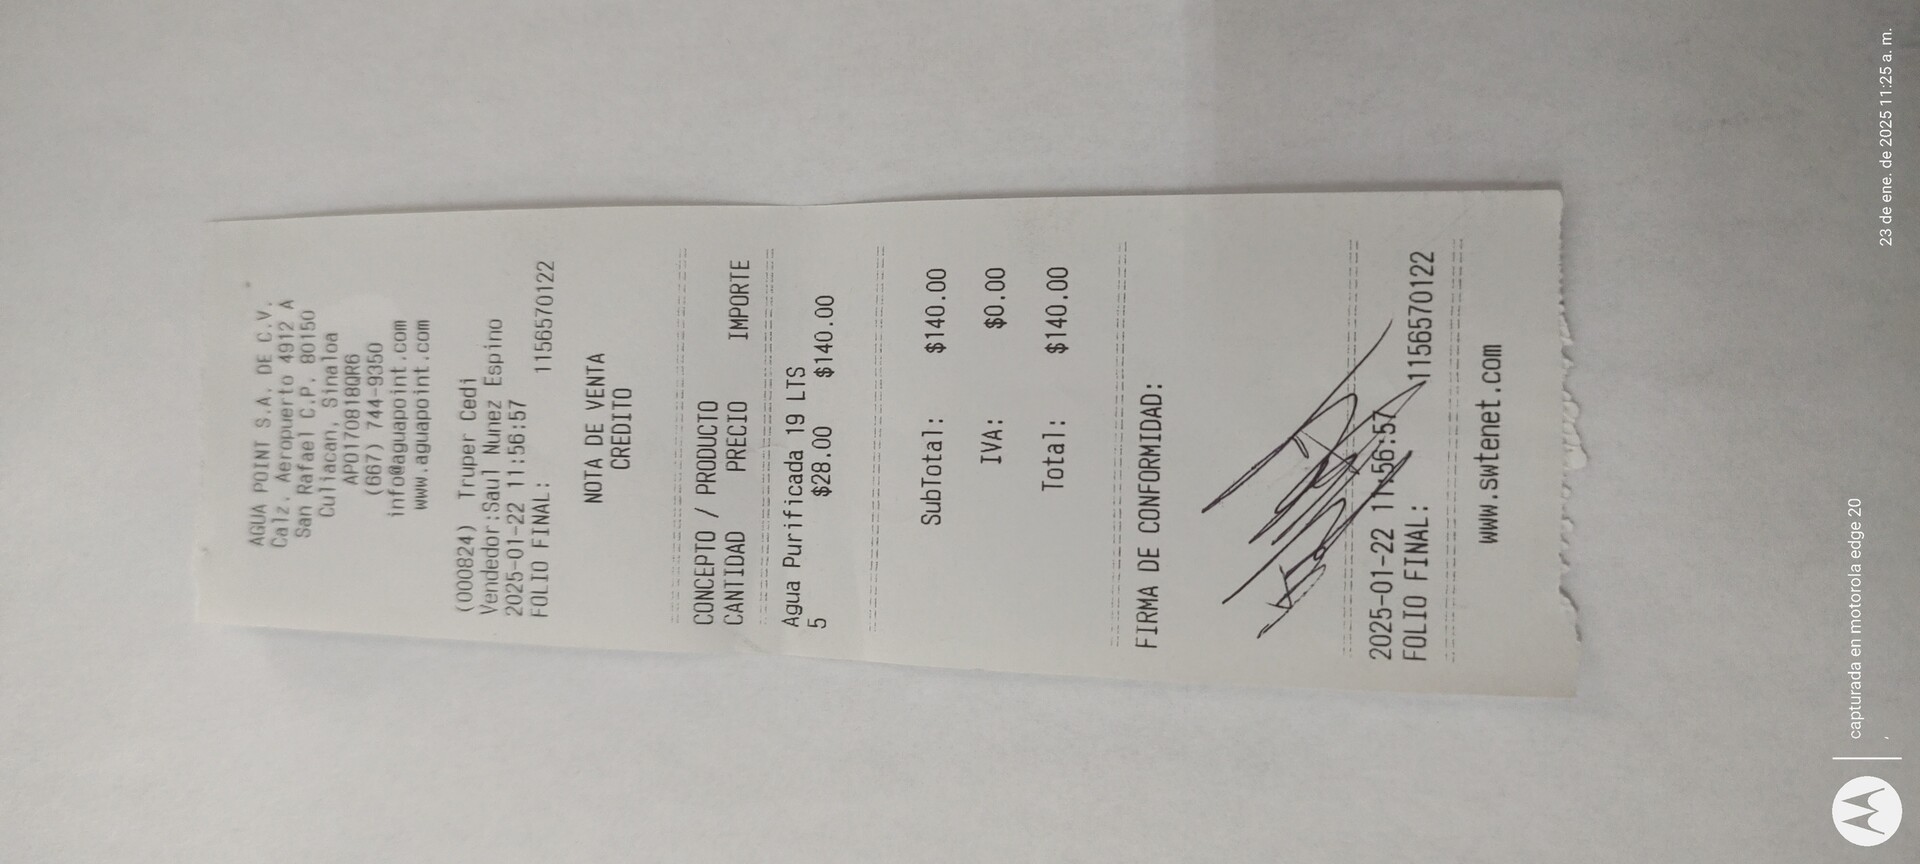 AGUA POINT S.A. DE C.V.
Calz. Aeropuerto 4912 A
San Rafael C.P. 80150
Culiacan, Sinaloa
APO170818QR6
(667) 744-9350
info@aguapoint.com
www.aguapoint.com
(000824) Truper Cedi
Vendedor:Saul Nunez Espino
2025-01-22 11:56:57
FOLIO FINAL: 1156570122
NOTA DE VENTA
CREDITO
CONCEPTO / PRODUCTO
CANTIDAD PRECIO IMPORTE
Agua Purificada 19 LTS
5 $28.00 $140.00
SubTotal: $140.00
IVA: $0.00
Total: $140.00
FIRMA DE CONFORMIDAD:
2025-01-22 11:56:57
FOLIO FINAL: 1156570122
www.swtenet.com
capturada en motorola edge 20
23 de ene. de 2025 11:25 a. m.